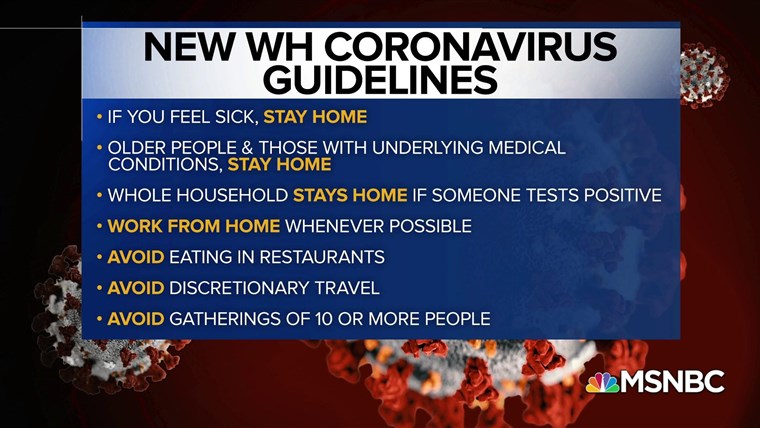 NEW WH CORONAVIRUS
GUIDELINES
• IF YOU FEEL SICK, STAY HOME
• OLDER PEOPLE & THOSE WITH UNDERLYING MEDICAL
CONDITIONS, STAY HOME
• WHOLE HOUSEHOLD STAYS HOME IF SOMEONE TESTS POSITIVE
• WORK FROM HOME WHENEVER POSSIBLE
• AVOID EATING IN RESTAURANTS
• AVOID DISCRETIONARY TRAVEL
• AVOID GATHERINGS OF 10 OR MORE PEOPLE
MSNBC